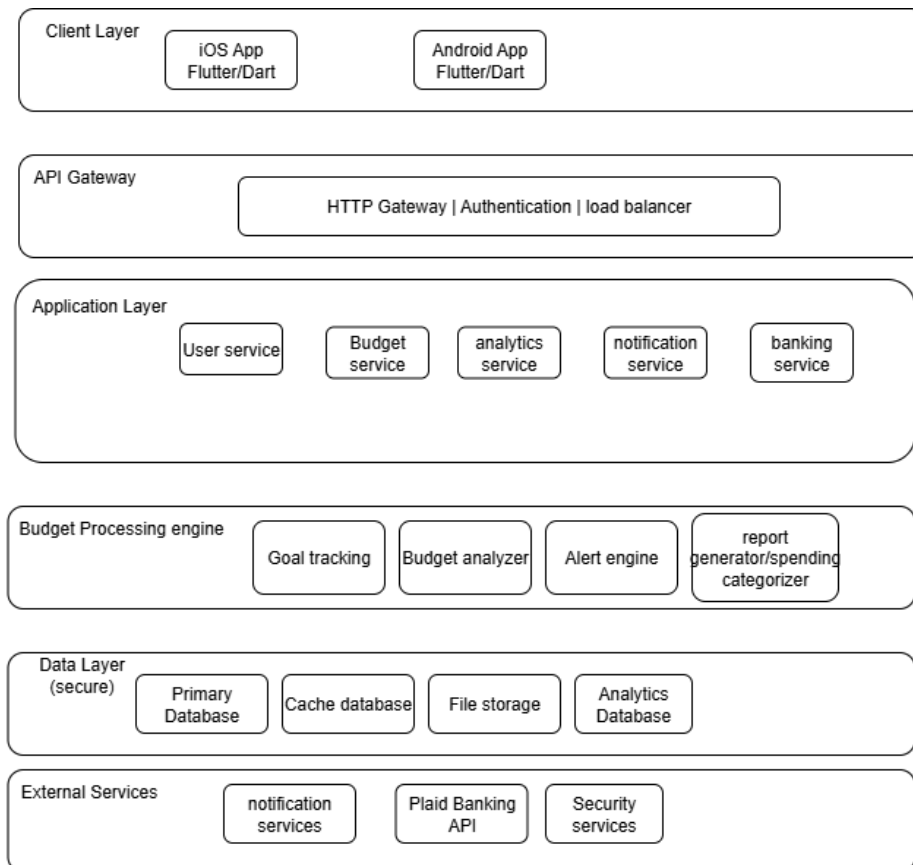 Client Layer
iOS App
Flutter/Dart
Android App
Flutter/Dart
API Gateway
HTTP Gateway | Authentication | load balancer
Application Layer
User service
Budget
service
analytics
service
notification
service
banking
service
Budget Processing engine
Goal tracking
Budget analyzer
Alert engine
report
generator/spending
categorizer
Data Layer
(secure)
Primary
Database
Cache database
File storage
Analytics
Database
External Services
notification
services
Plaid Banking
API
Security
services